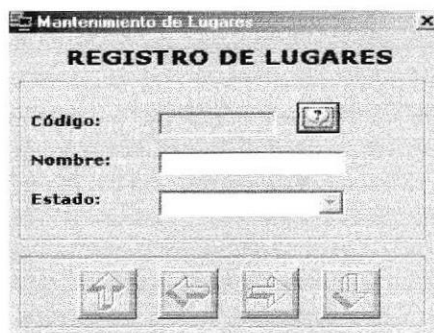 Mantenimiento de Lugares
REGISTRO DE LUGARES
Código:
?
Nombre:
Estado: